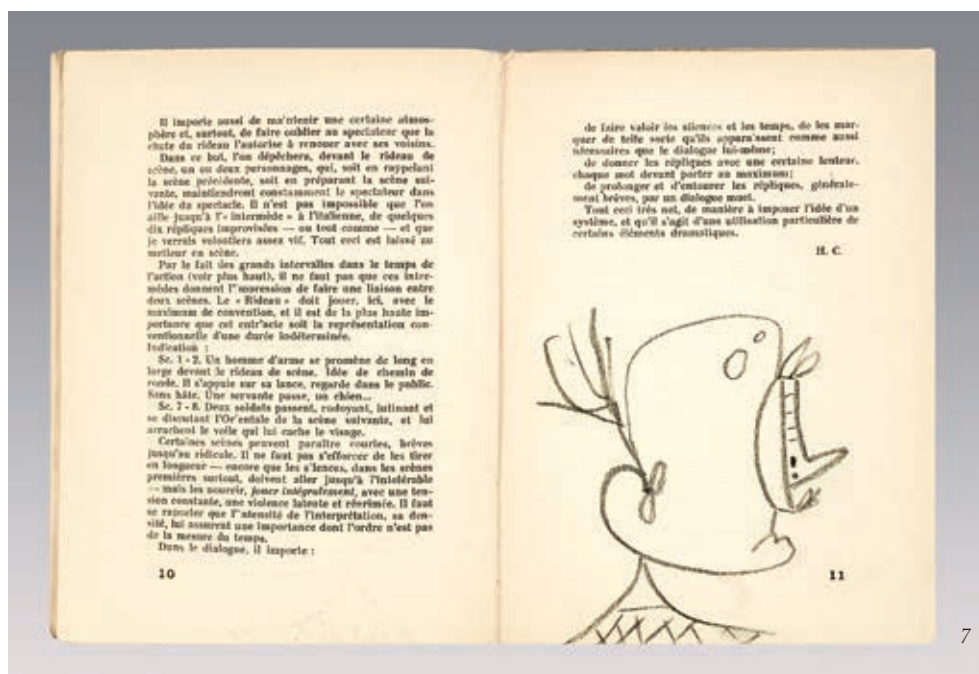 Il importe aussi de ma'ntenir une certaine atmos-
phère et, surtout, de faire oublier au spectateur que la
chute du rideau l'autorise à renouer avec ses voisins.
Dans ce but, l'on dépêchera, devant le rideau de
scène, un ou deux personnages, qui, soit en rappelant
la scène précédente, soit en préparant la scène sui-
vante, maintiendront constamment le spectateur dans
l'idée du spectacle. Il n'est pas impossible que l'on
aille jusqu'à l'« intermède » à l'italienne, de quelques
dix répliques improvisées — ou tout comme — et que
je verrais volontiers assez vif. Tout ceci est laissé au
metteur en scène.
Par le fait des grands intervalles dans le temps de
l'action (voir plus haut), il ne faut pas que ces inter-
mèdes donnent l'impression de faire une liaison entre
deux scènes. Le « Rideau » doit jouer, ici, avec le
maximum de convention, et il est de la plus haute im-
portance que cet entr'acte soit la représentation con-
ventionnelle d'une durée indéterminée.
Indication :
Sc. 1 - 2. Un homme d'arme se promène de long en
large devant le rideau de scène. Idée de chemin de
ronde. Il s'appuie sur sa lance, regarde dans le public.
Sans hâte. Une servante passe, un chien...
Sc. 7 - 8. Deux soldats passent, rudoyant, lutinant et
se disputant l'Or'entale de la scène suivante, et lui
arrachent le voile qui lui cache le visage.
Certa'nes scènes peuvent paraître courtes, brèves
jusqu'au ridicule. Il ne faut pas s'efforcer de les tirer
en longueur — encore que les s'lences, dans les scènes
premières surtout, doivent aller jusqu'à l'intolérable
— mais les nourrir, jouer intégralement, avec une ten-
sion constante, une violence latente et réprimée. Il faut
se rappeler que l'intensité de l'interprétation, sa den-
sité, lui assurent une importance dont l'ordre n'est pas
de la mesure du temps.
Dans le dialogue, il importe :
10
de faire valoir les silences et les temps, de les mar-
quer de telle sorte qu'ils appara'ssent comme aussi
nécessaires que le dialogue lui-même;
de donner les répliques avec une certaine lenteur,
chaque mot devant porter au maximum;
de prolonger et d'entourer les répliques, générale-
ment brèves, par un dialogue muet.
Tout ceci très net, de manière à imposer l'idée d'un
système, et qu'il s'agit d'une utilisation particulière de
certains éléments dramatiques.
H. C.
11
7